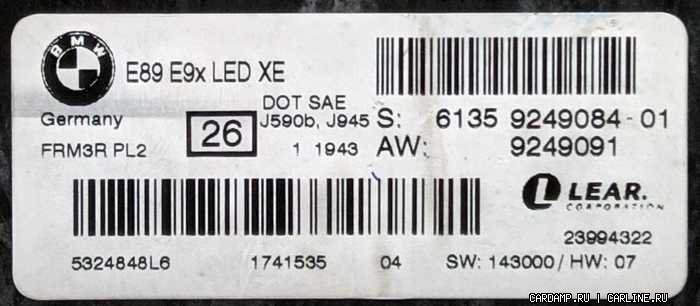 BMW
E89 E9x LED XE
Germany
26
DOT SAE
J590b, J945
S: 6135 9249084-01
FRM3R PL2
1 1943
AW: 9249091
LEAR.
CORPORATION
23994322
5324848L6 1741535 04 SW: 143000 / HW: 07
CARDAMP.RU | CARLINE.RU